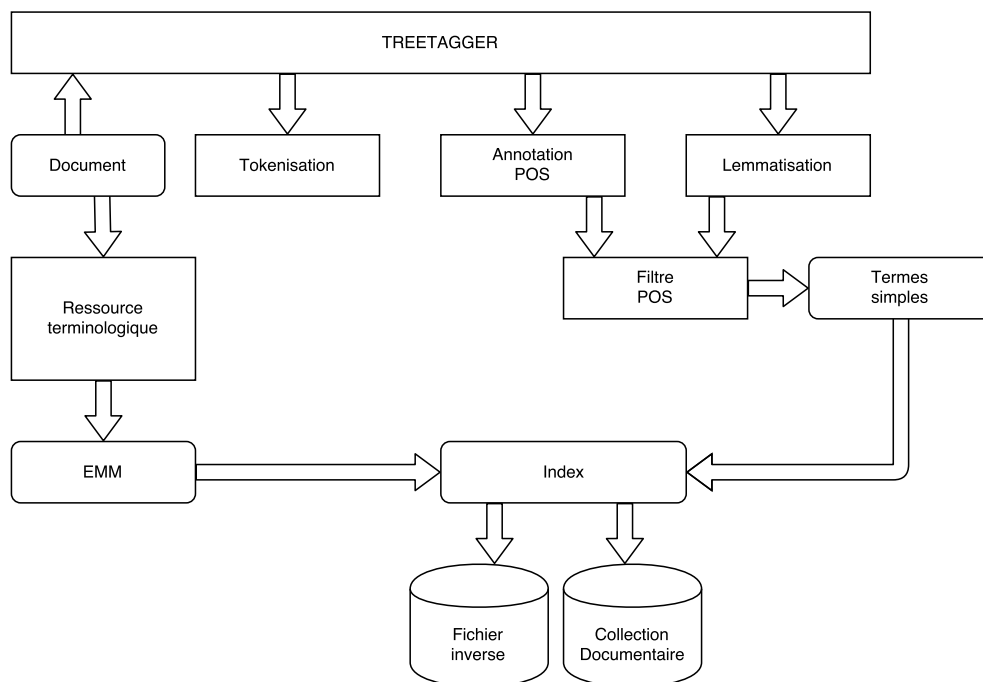 TREETAGGER
Document
Tokenisation
Annotation
POS
Lemmatisation
Ressource
terminologique
Filtre
POS
Termes
simples
EMM
Index
Fichier
inverse
Collection
Documentaire